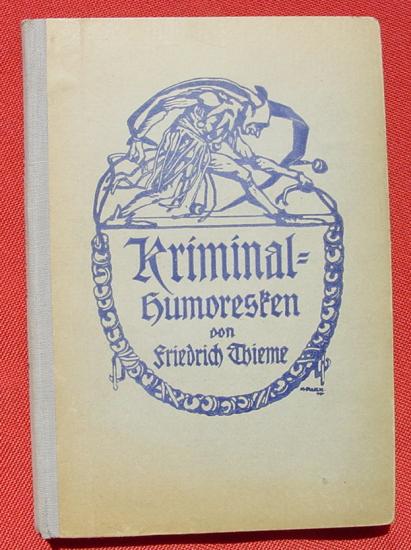 Kriminal-
Humoresken
von
Friedrich Thieme